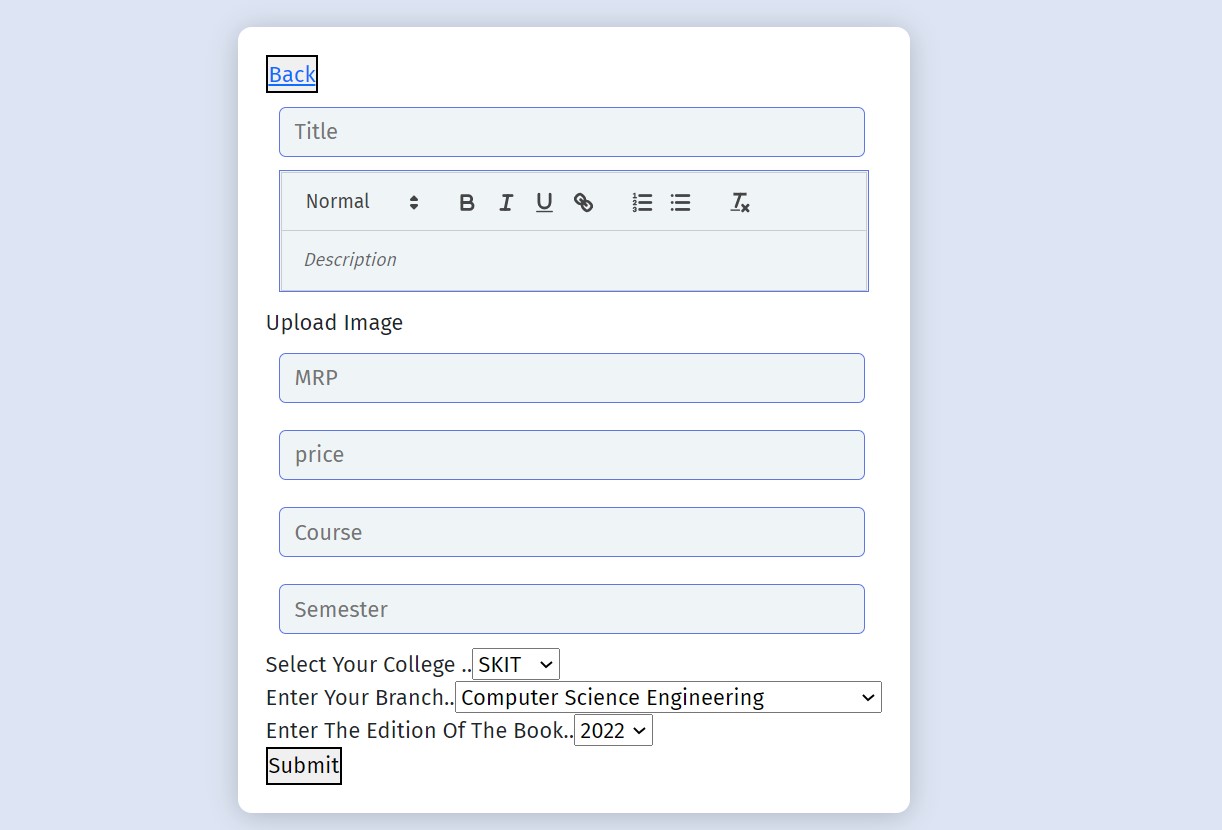 Back
Title
Normal B I U
Description
Upload Image
MRP
price
Course
Semester
Select Your College .. SKIT
Enter Your Branch.. Computer Science Engineering
Enter The Edition Of The Book.. 2022
Submit